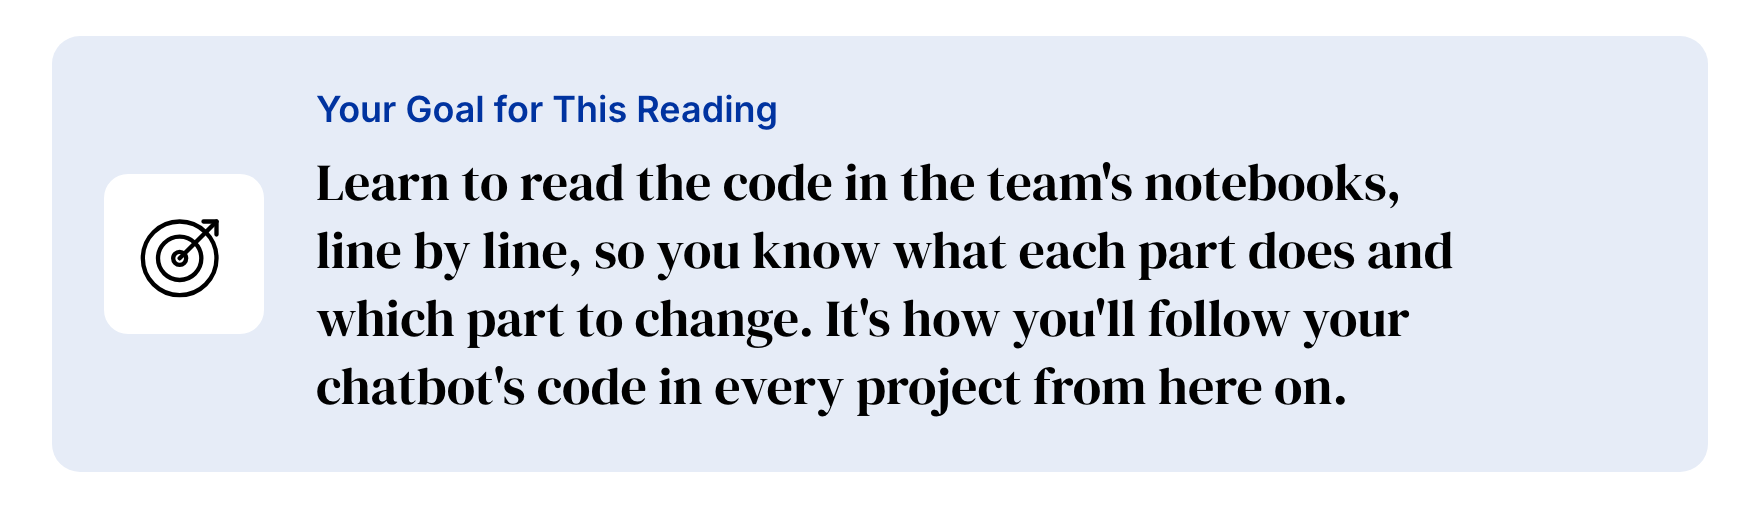 Your Goal for This Reading
Learn to read the code in the team's notebooks,
line by line, so you know what each part does and
which part to change. It's how you'll follow your
chatbot's code in every project from here on.